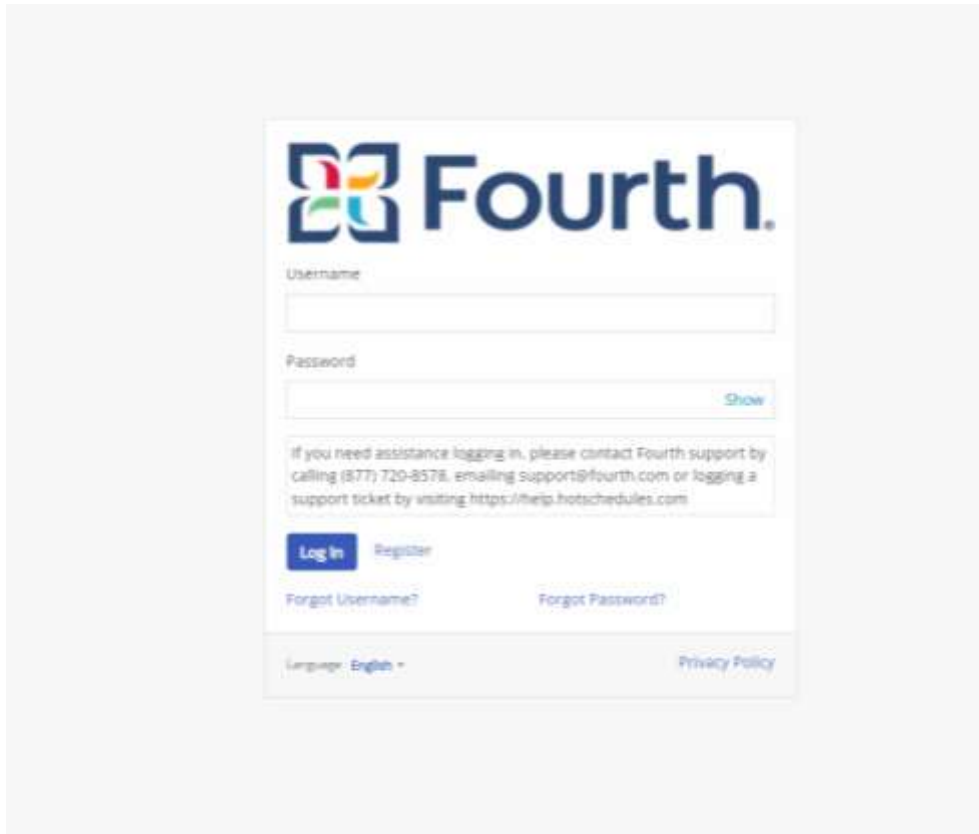 Fourth.
Username
Password
Show
If you need assistance logging in, please contact Fourth support by
calling (877) 720-8578, emailing support@fourth.com or logging a
support ticket by visiting https://help.hotschedules.com
Log In Register
Forgot Username? Forgot Password?
Language English Privacy Policy